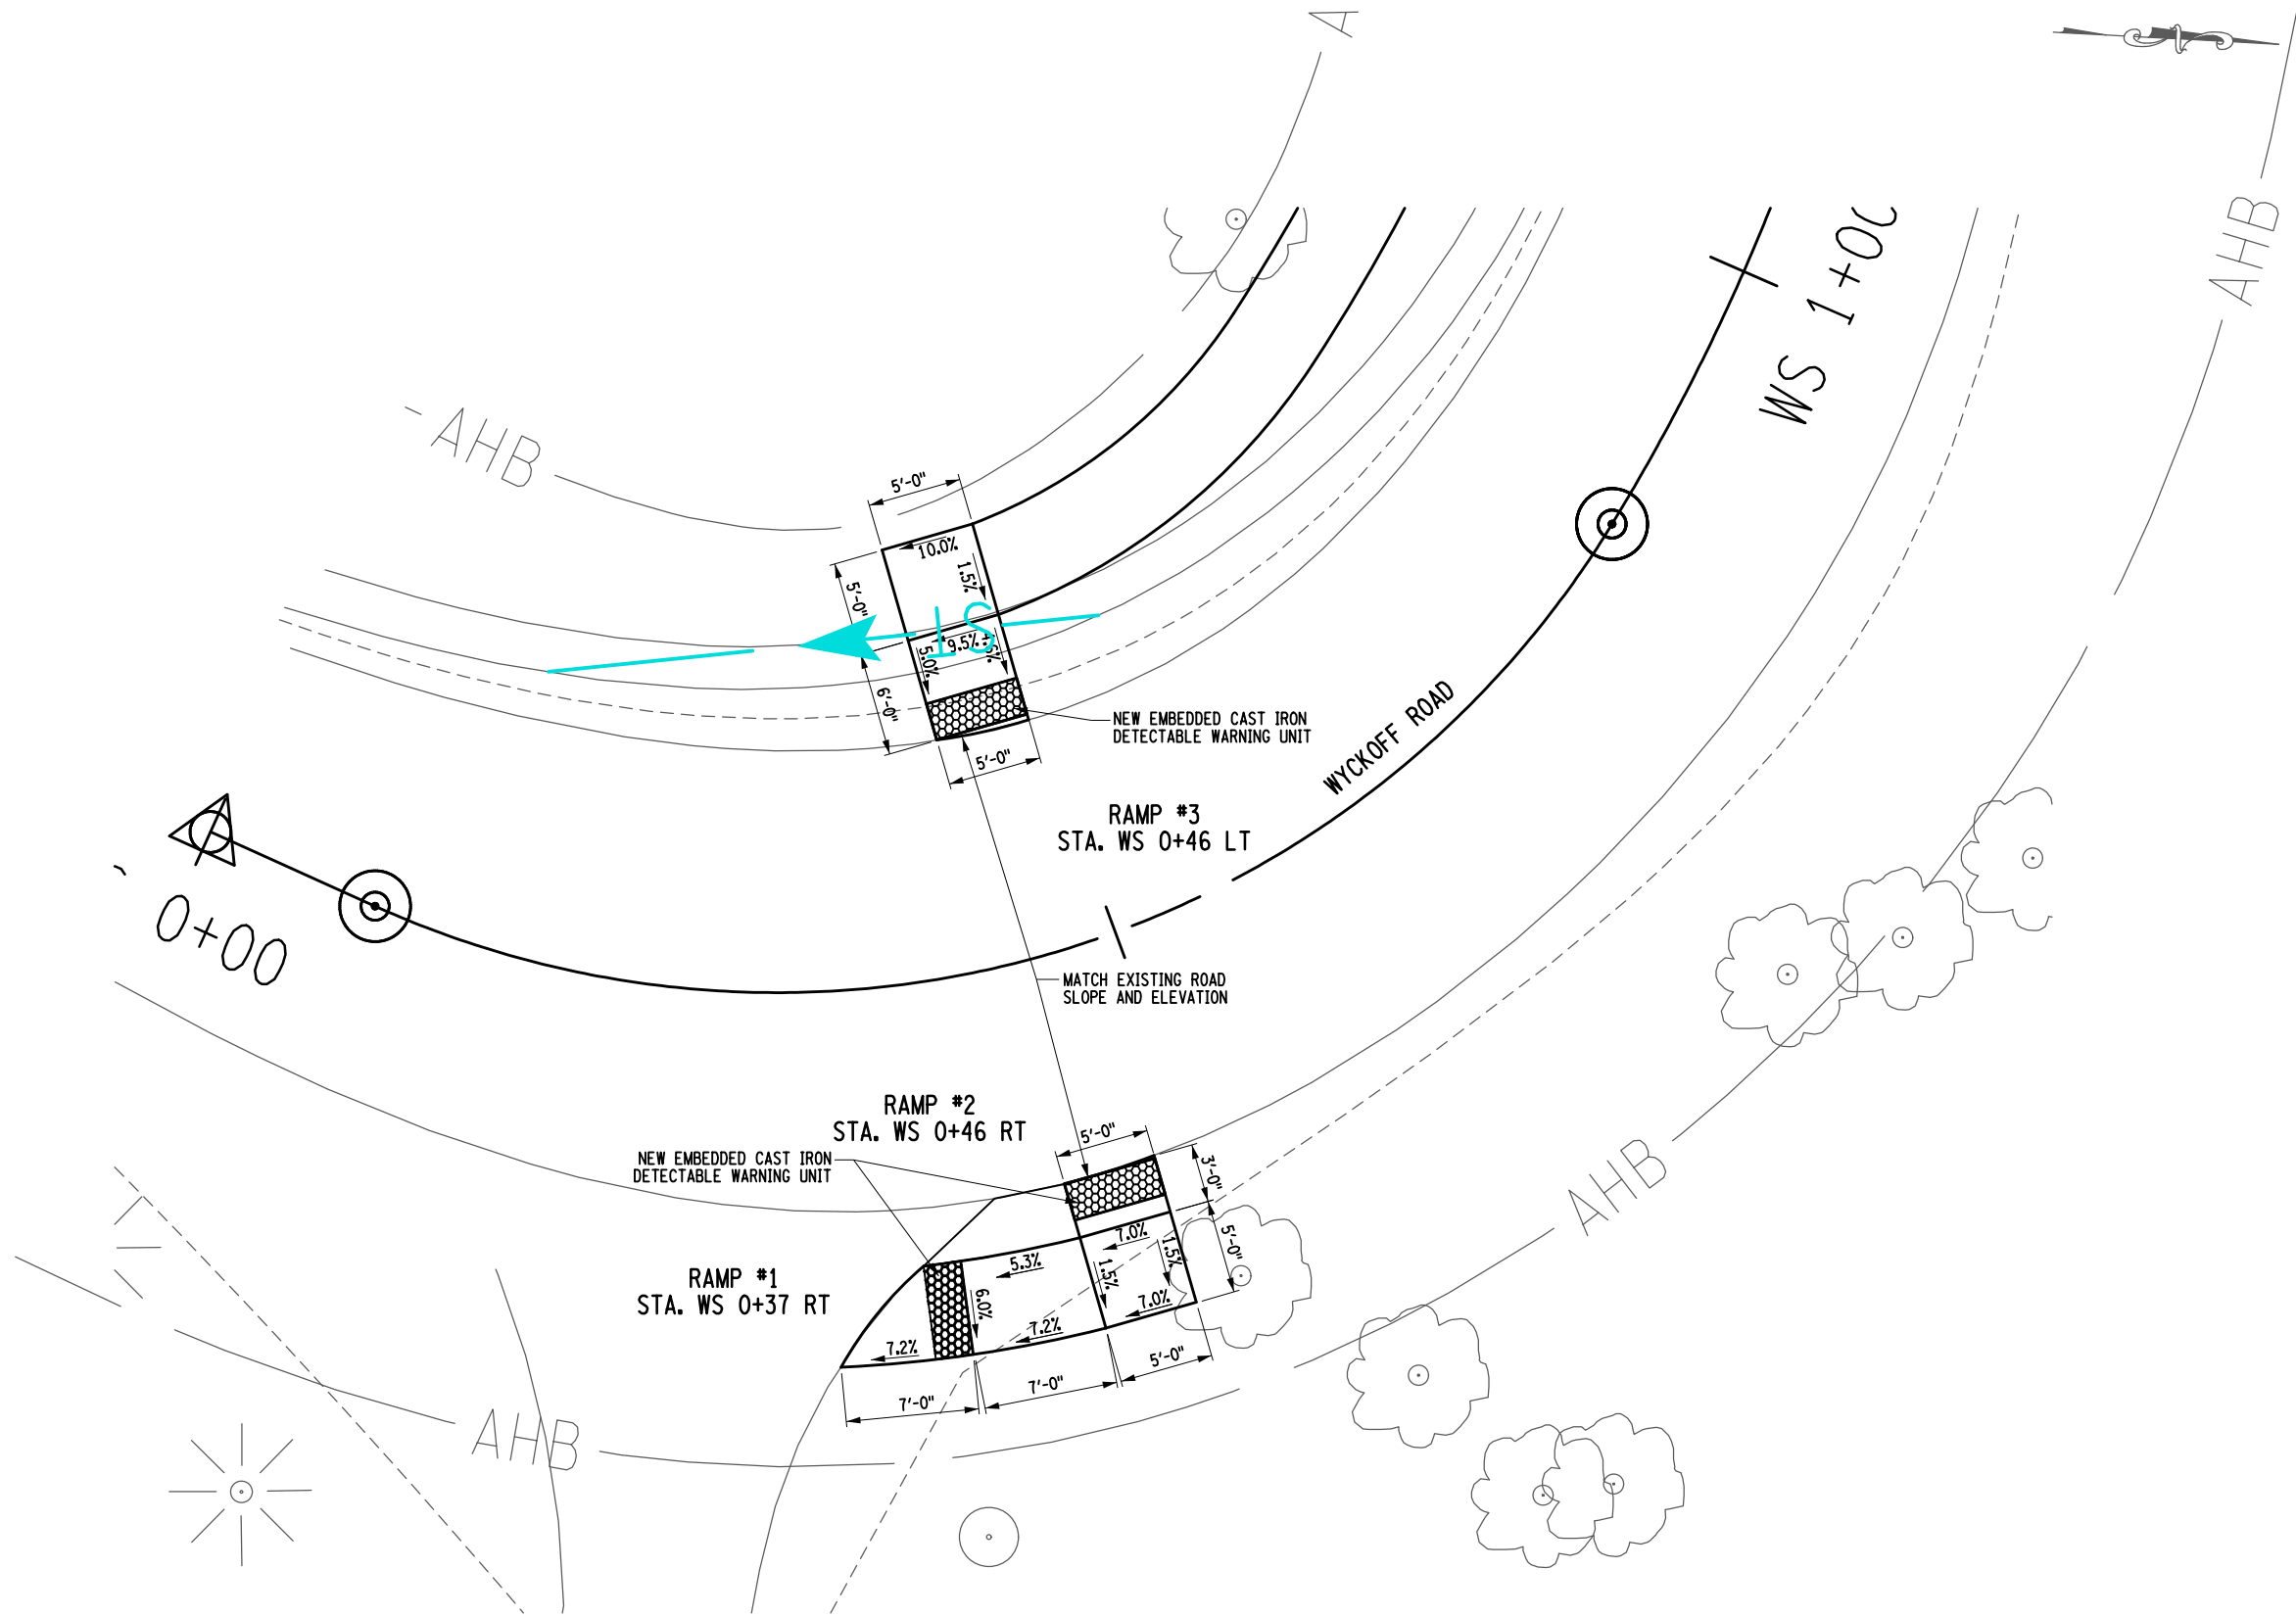 A
AHB
WS 1+00
- AHB
5'-0"
10.0%
1.5%
5'-0"
ST
9.5%
5.0%
6'-0"
5'-0"
NEW EMBEDDED CAST IRON
DETECTABLE WARNING UNIT
WYCKOFF ROAD
RAMP #3
STA. WS 0+46 LT
0+00
MATCH EXISTING ROAD
SLOPE AND ELEVATION
RAMP #2
STA. WS 0+46 RT
NEW EMBEDDED CAST IRON
DETECTABLE WARNING UNIT
5'-0"
3'-0"
5'-0"
AHB
7.0%
1.5%
1.5%
7.0%
5.3%
6.0%
RAMP #1
STA. WS 0+37 RT
7.2%
7.2%
7'-0"
7'-0"
5'-0"
AHB